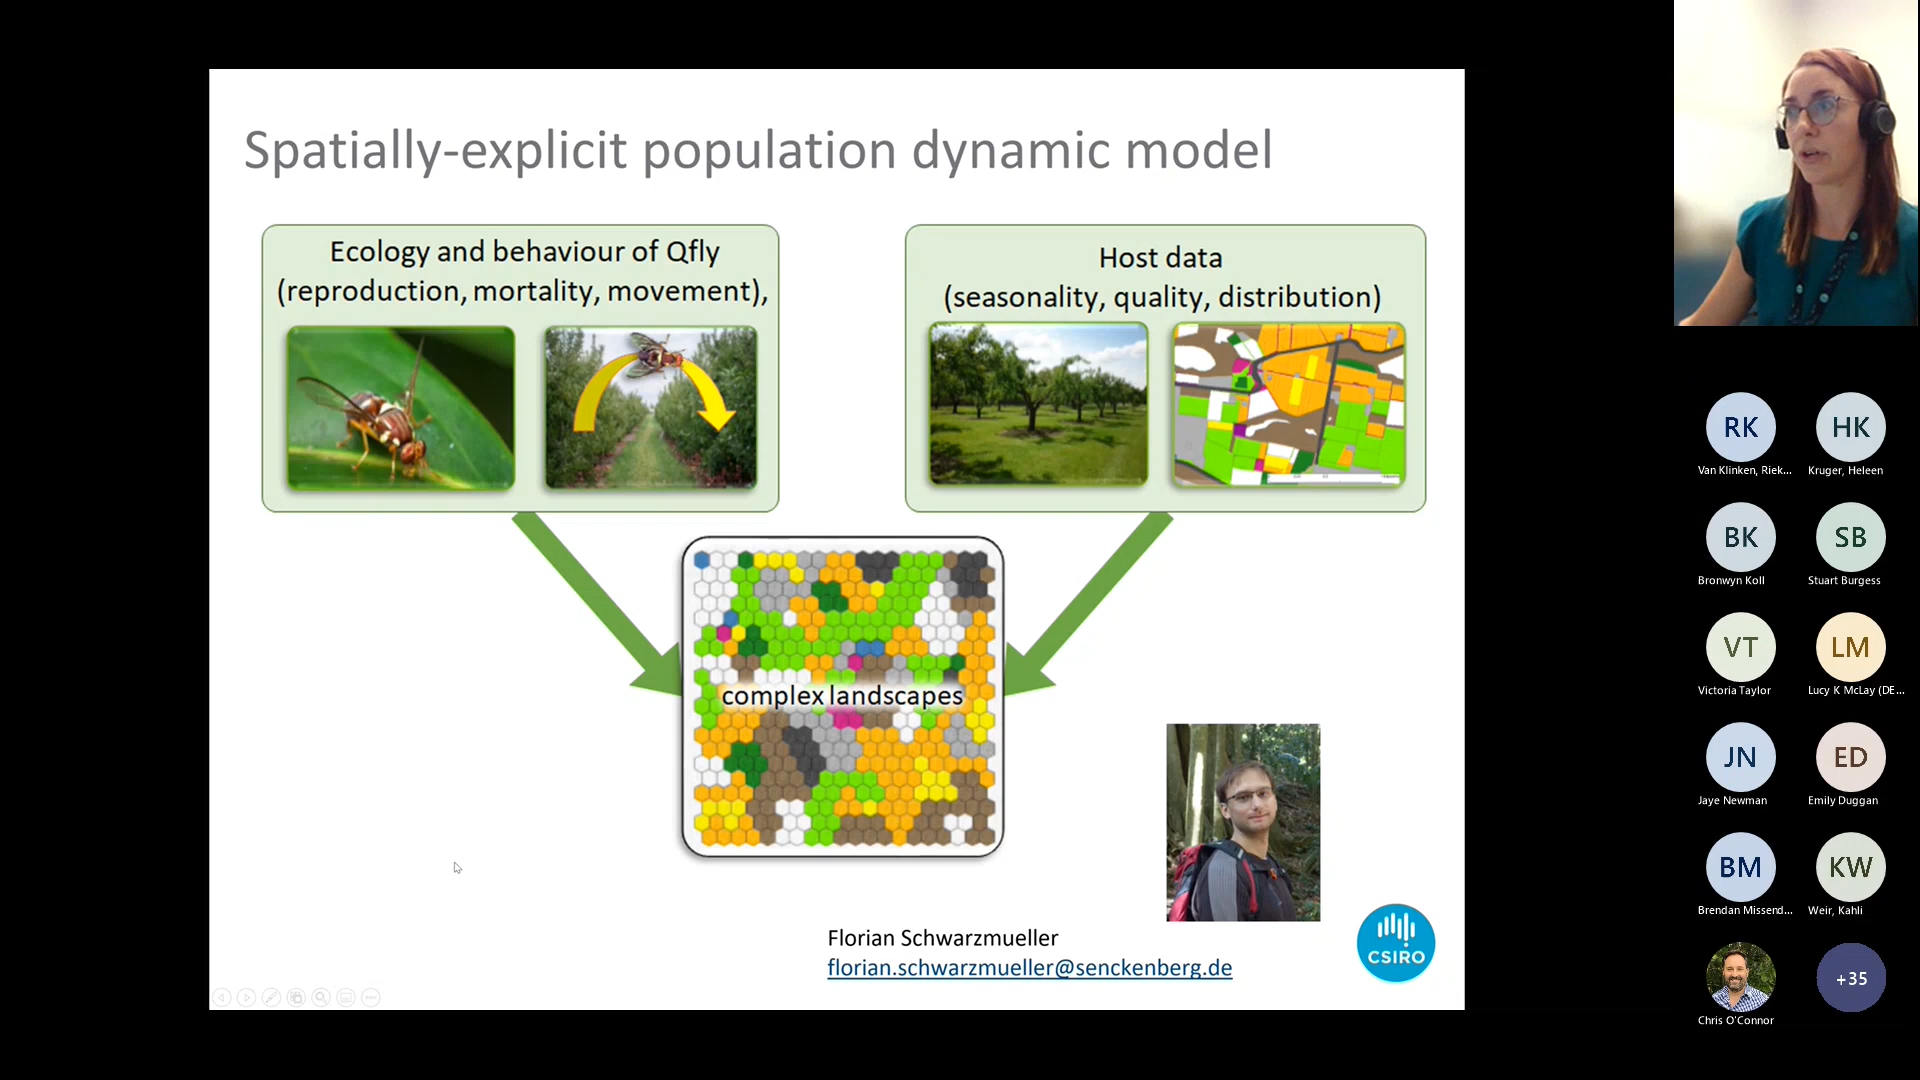 Spatially-explicit population dynamic model
Ecology and behaviour of Qfly
(reproduction, mortality, movement),
Host data
(seasonality, quality, distribution)
complex landscapes
Florian Schwarzmueller
florian.schwarzmueller@senckenberg.de
CSIRO
RK
HK
Van Klinken, Riek...
Kruger, Heleen
BK
SB
Bronwyn Koll
Stuart Burgess
VT
LM
Victoria Taylor
Lucy K McLay (DE...
JN
ED
Jaye Newman
Emily Duggan
BM
KW
Brendan Missend...
Weir, Kahli
+35
Chris O'Connor